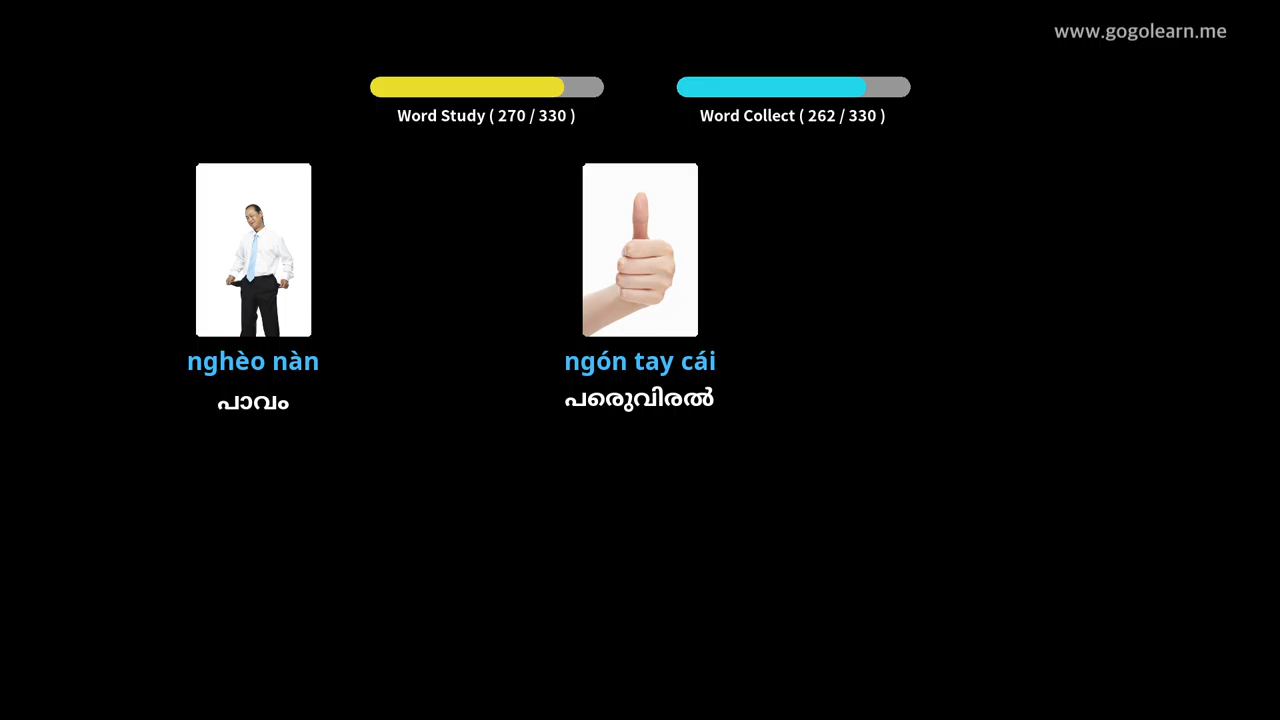 www.gogolearn.me
Word Study ( 270 / 330 )
Word Collect ( 262 / 330 )
nghèo nàn
ngón tay cái
പാവം
പെരുവിരൽ